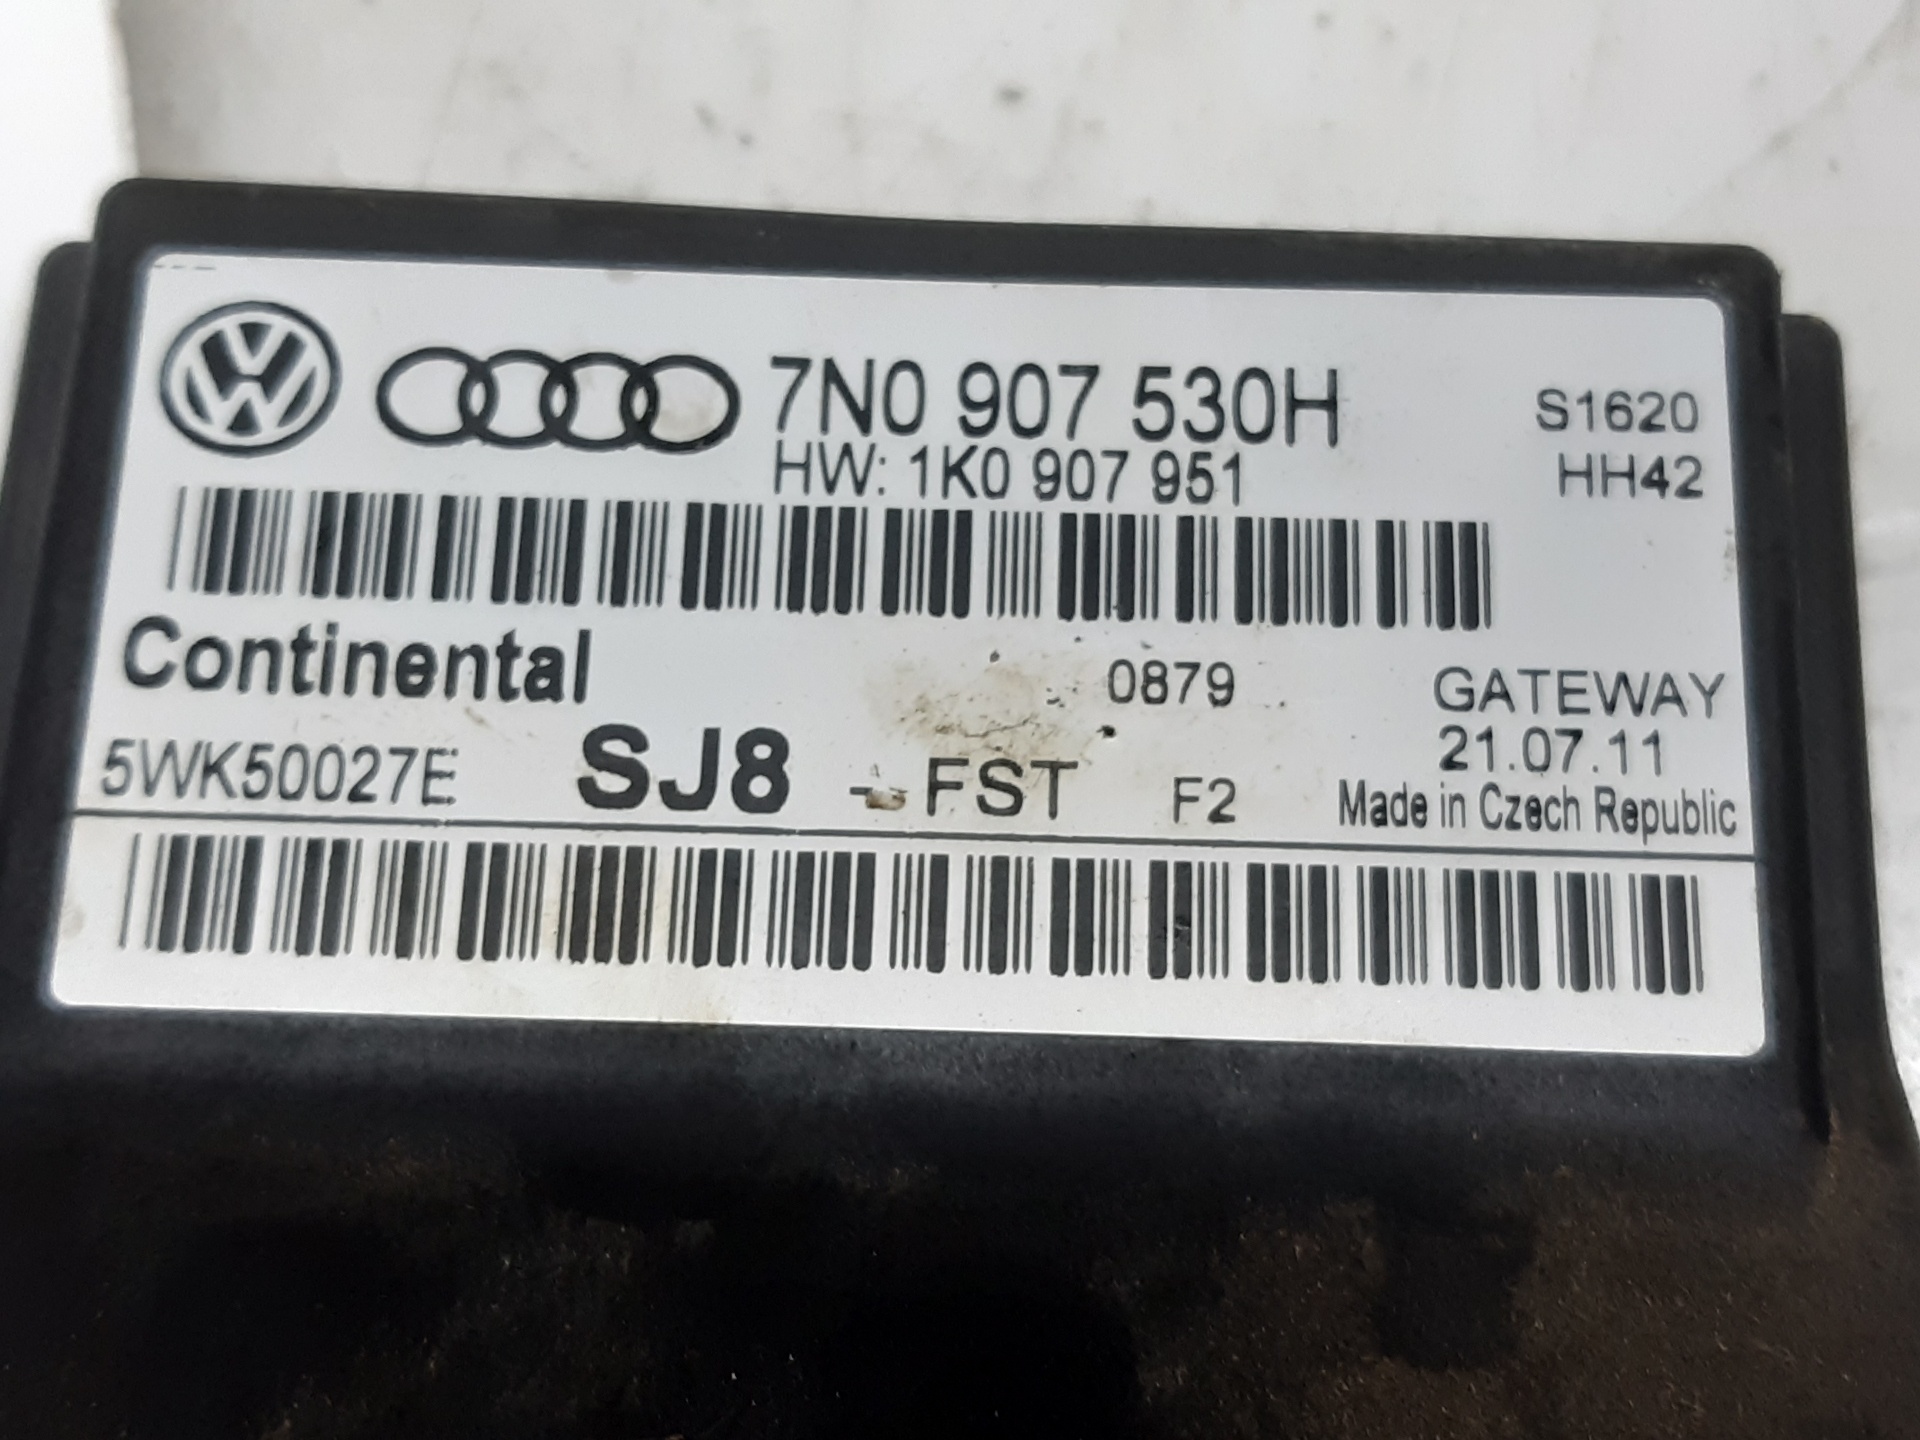 7N0 907 530H
S1620
HW: 1K0 907 951
HH42
Continental
0879
GATEWAY
5WK50027E
SJ8
- FST
F2
21.07.11
Made in Czech Republic